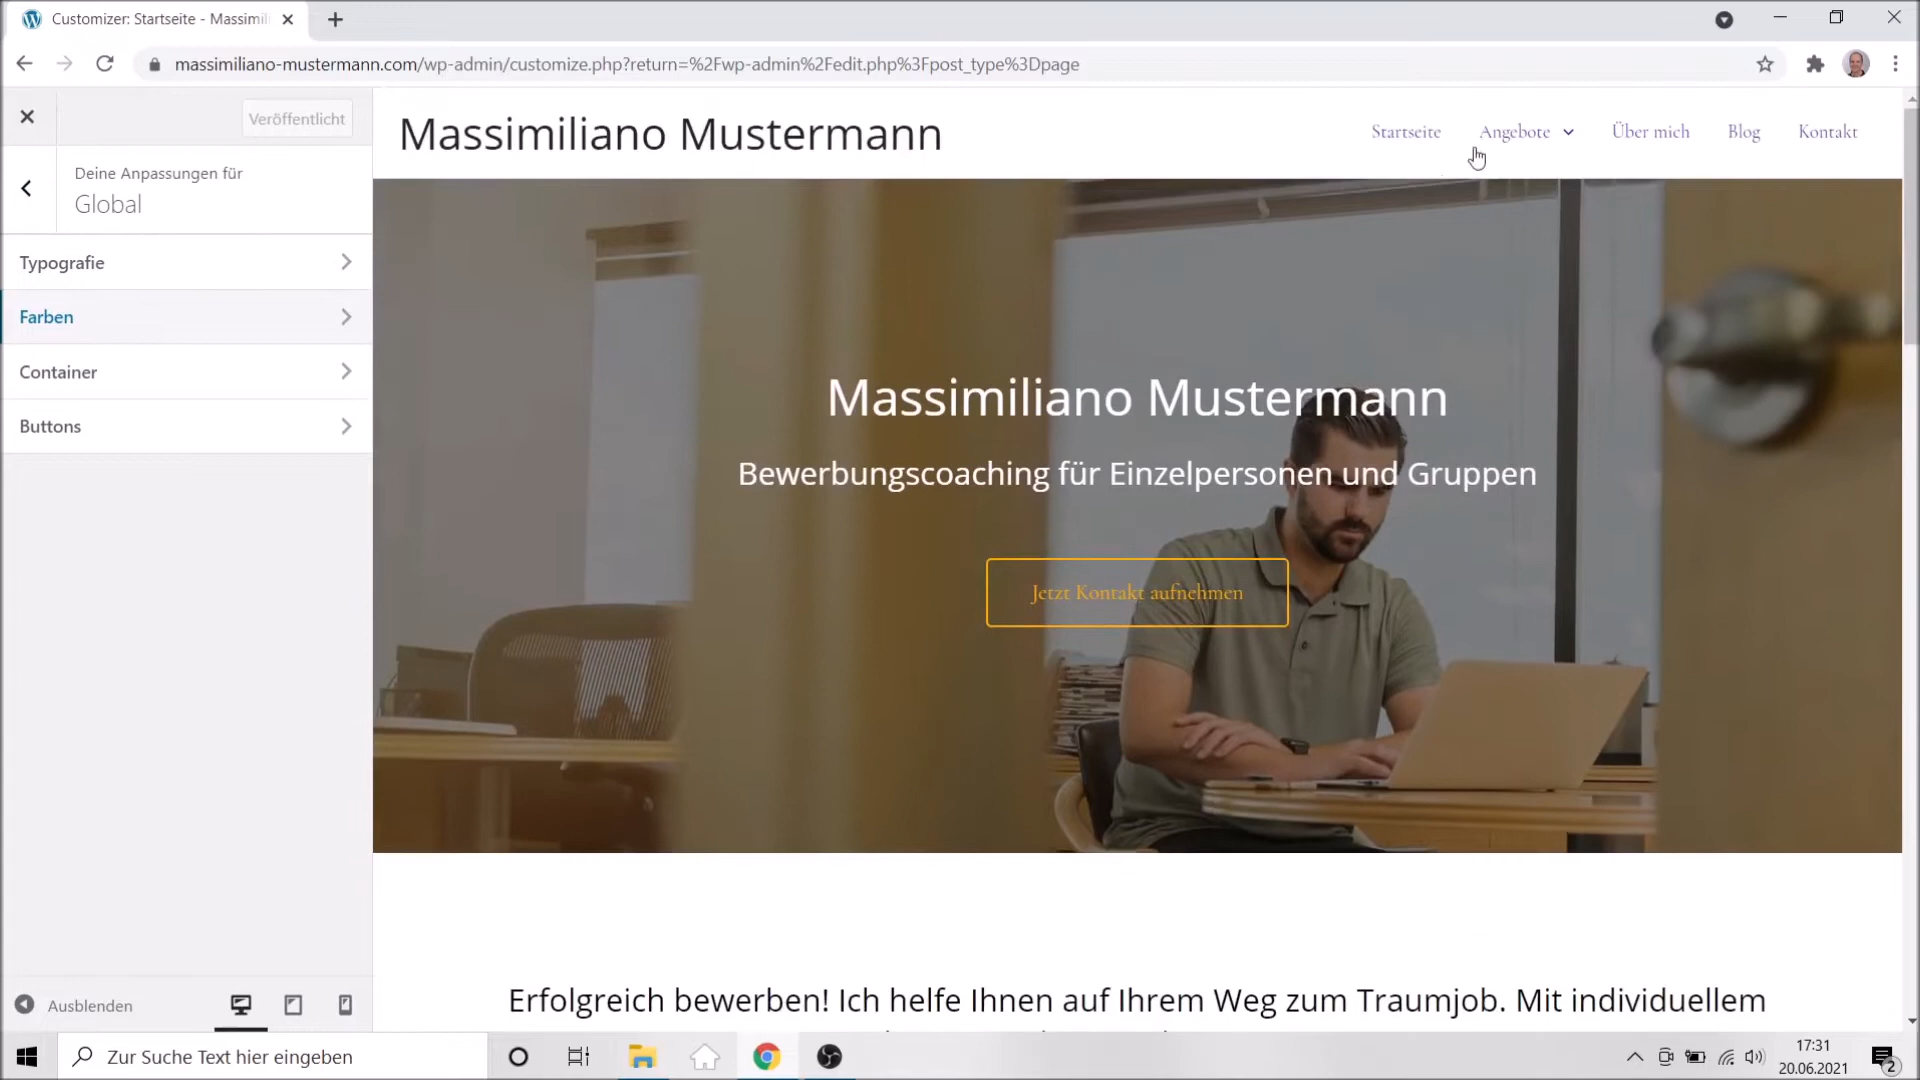 Customizer: Startseite - Massimili
massimiliano-mustermann.com/wp-admin/customize.php?return=%2Fwp-admin%2Fedit.php%3Fpost_type%3Dpage
Veröffentlicht
Deine Anpassungen für
Global
Typografie
Farben
Container
Buttons
Ausblenden
Massimiliano Mustermann
Startseite Angebote Über mich Blog Kontakt
Massimiliano Mustermann
Bewerbungscoaching für Einzelpersonen und Gruppen
Jetzt Kontakt aufnehmen
Erfolgreich bewerben! Ich helfe Ihnen auf Ihrem Weg zum Traumjob. Mit individuellem
Zur Suche Text hier eingeben
17:31
20.06.2021
2